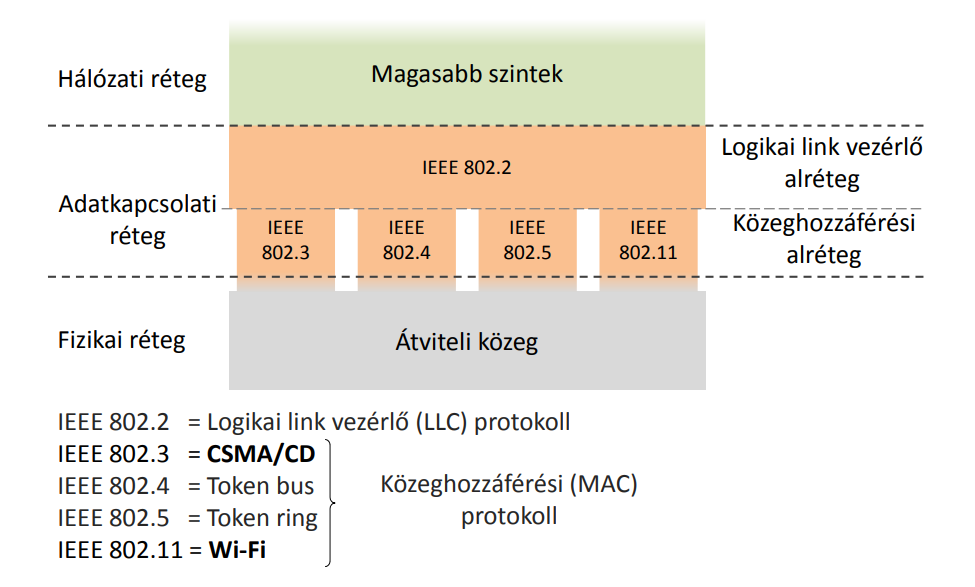 Hálózati réteg
Magasabb szintek
IEEE 802.2
Logikai link vezérlő
alréteg
Adatkapcsolati
réteg
IEEE
802.3
IEEE
802.4
IEEE
802.5
IEEE
802.11
Közeghozzáférési
alréteg
Fizikai réteg
Átviteli közeg
IEEE 802.2 = Logikai link vezérlő (LLC) protokoll
IEEE 802.3 = CSMA/CD
IEEE 802.4 = Token bus
IEEE 802.5 = Token ring
IEEE 802.11 = Wi-Fi
Közeghozzáférési (MAC)
protokoll